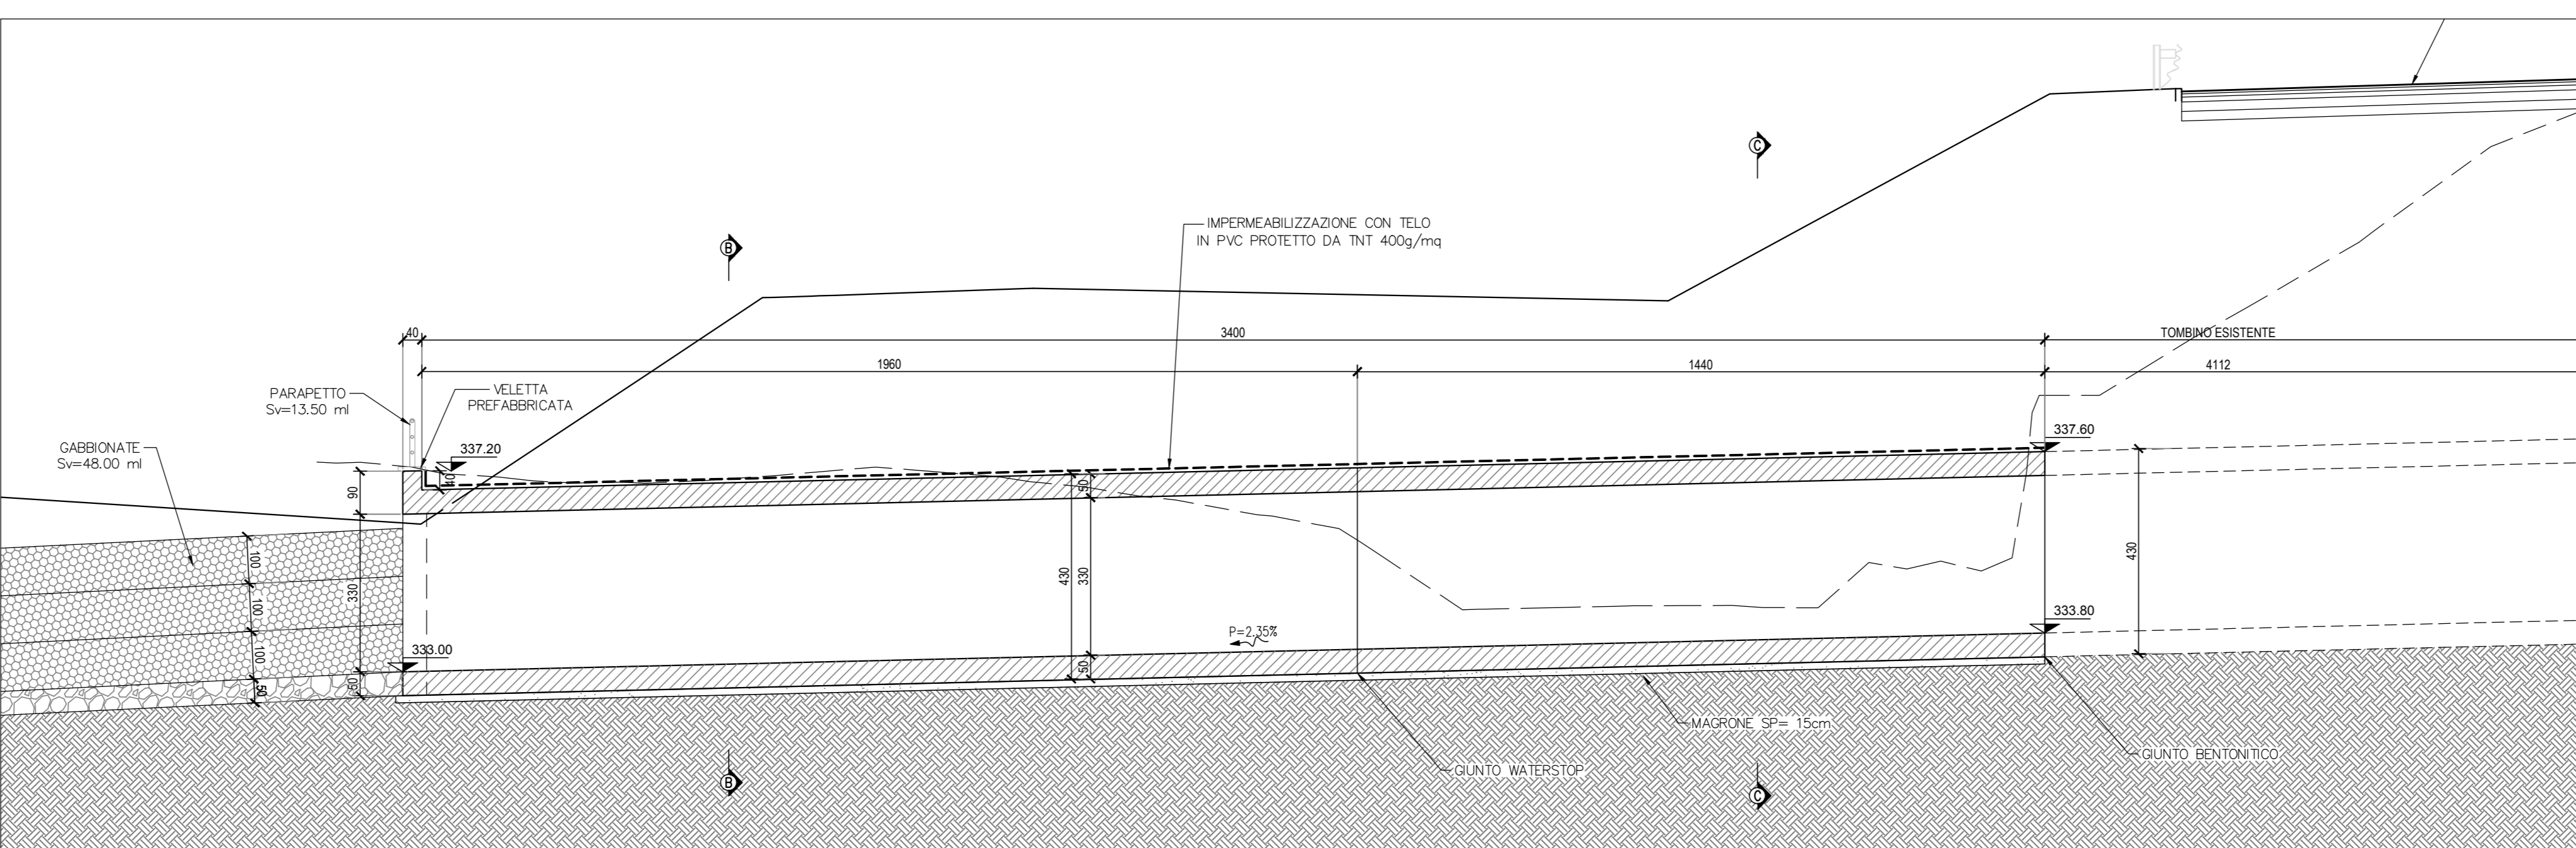 C
B
IMPERMEABILIZZAZIONE CON TELO
IN PVC PROTETTO DA TNT 400g/mq
40
3400
TOMBINO ESISTENTE
1960
1440
4112
PARAPETTO
Sv=13.50 ml
VELETTA
PREFABBRICATA
GABBIONATE
Sv=48.00 ml
337.20
337.60
90
40
50
100
100
100
50
330
50
430
330
50
430
P=2,35%
333.00
333.80
MAGRONE SP= 15cm
GIUNTO WATERSTOP
GIUNTO BENTONITICO
B
C